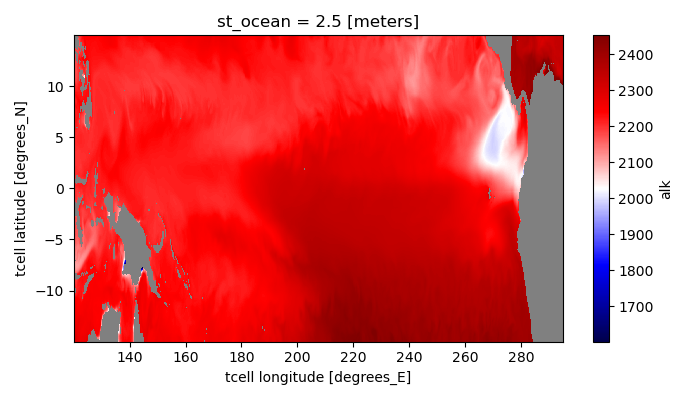 st_ocean = 2.5 [meters]
tcell latitude [degrees_N]
10
5
0
−5
−10
140 160 180 200 220 240 260 280
tcell longitude [degrees_E]
2400
2300
2200
2100
2000
1900
1800
1700
alk